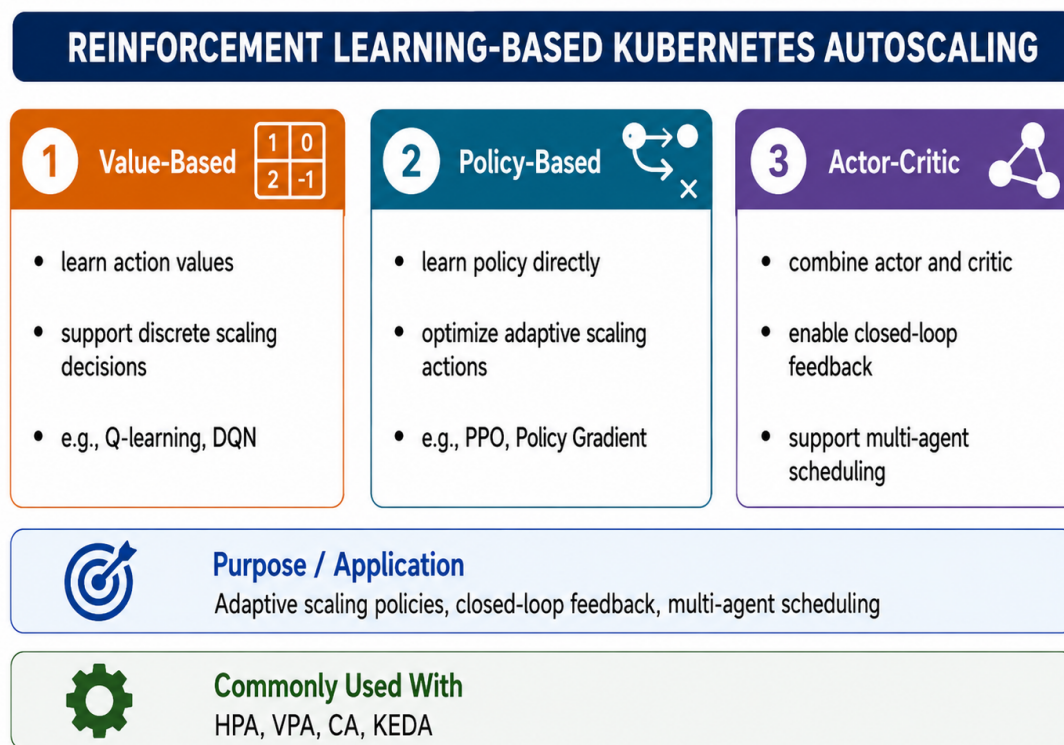 REINFORCEMENT LEARNING-BASED KUBERNETES AUTOSCALING
1 Value-Based
1 0
2 -1
• learn action values
• support discrete scaling
decisions
• e.g., Q-learning, DQN
2 Policy-Based
• learn policy directly
• optimize adaptive scaling
actions
• e.g., PPO, Policy Gradient
3 Actor-Critic
• combine actor and critic
• enable closed-loop
feedback
• support multi-agent
scheduling
Purpose / Application
Adaptive scaling policies, closed-loop feedback, multi-agent scheduling
Commonly Used With
HPA, VPA, CA, KEDA